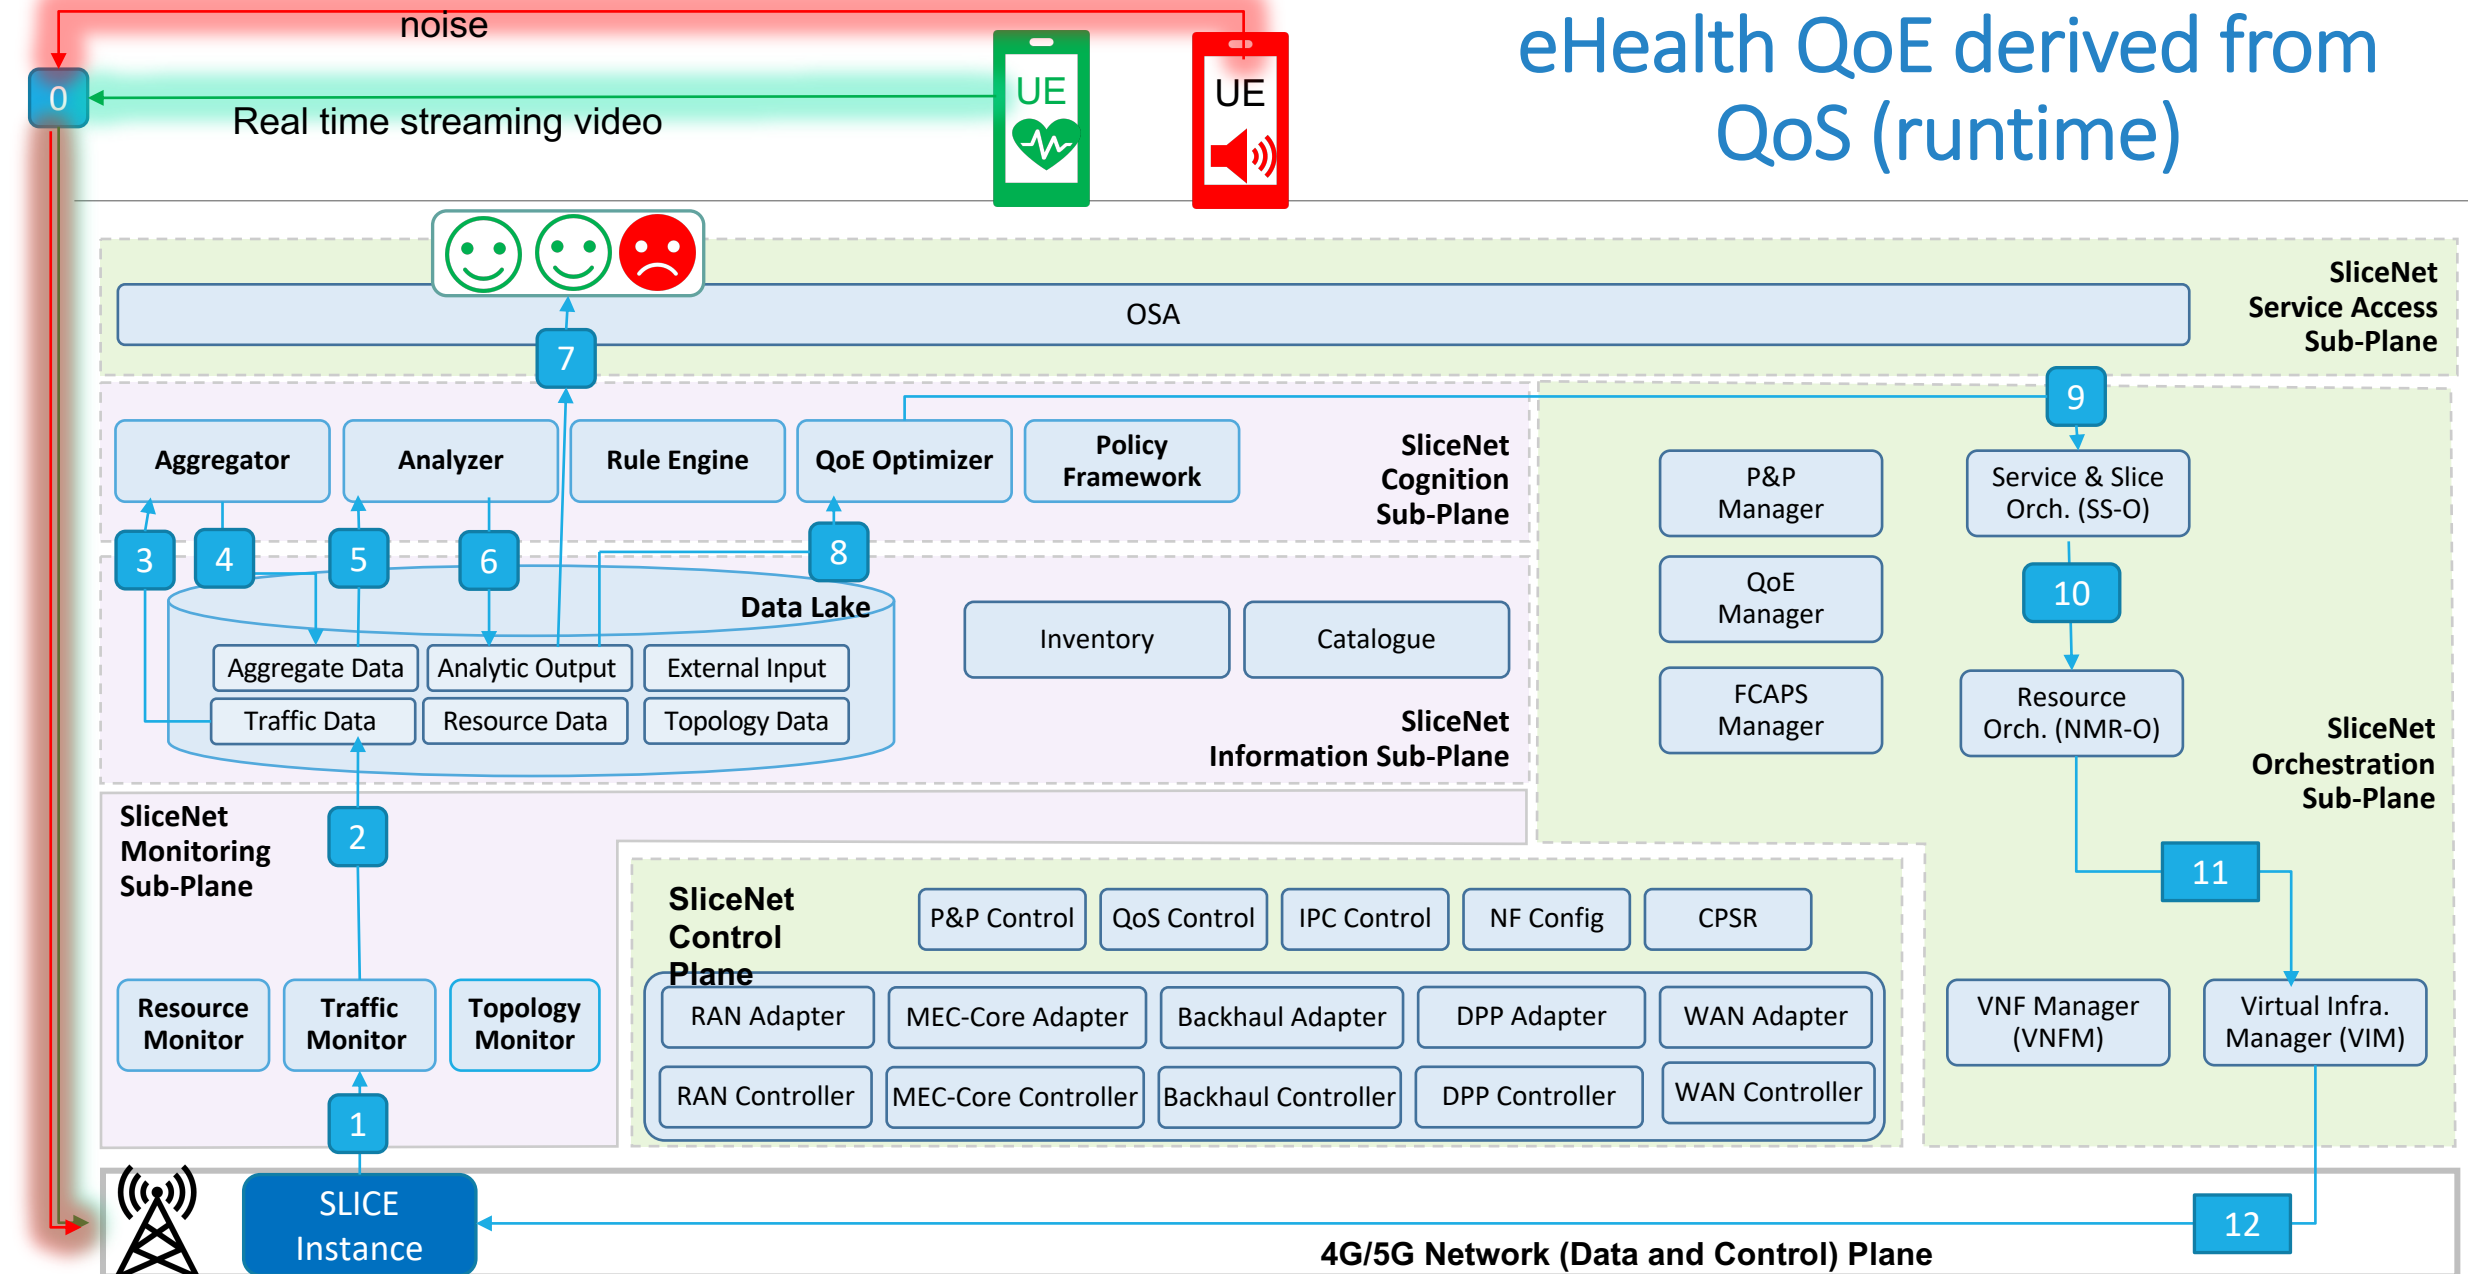 eHealth QoE derived from
QoS (runtime)
noise
0
Real time streaming video
UE
UE
OSA
SliceNet
Service Access
Sub-Plane
7
9
Aggregator
Analyzer
Rule Engine
QoE Optimizer
Policy
Framework
SliceNet
Cognition
Sub-Plane
3
4
5
6
8
Data Lake
Aggregate Data
Analytic Output
External Input
Traffic Data
Resource Data
Topology Data
Inventory
Catalogue
SliceNet
Information Sub-Plane
P&P
Manager
QoE
Manager
FCAPS
Manager
Service & Slice
Orch. (SS-O)
10
Resource
Orch. (NMR-O)
SliceNet
Orchestration
Sub-Plane
11
VNF Manager
(VNFM)
Virtual Infra.
Manager (VIM)
SliceNet
Monitoring
Sub-Plane
2
Resource
Monitor
Traffic
Monitor
Topology
Monitor
1
SliceNet
Control
Plane
P&P Control
QoS Control
IPC Control
NF Config
CPSR
RAN Adapter
MEC-Core Adapter
Backhaul Adapter
DPP Adapter
WAN Adapter
RAN Controller
MEC-Core Controller
Backhaul Controller
DPP Controller
WAN Controller
SLICE
Instance
12
4G/5G Network (Data and Control) Plane